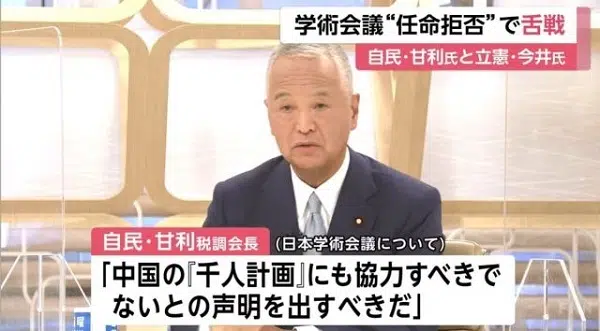 学術会議“任命拒否”で舌戦
自民・甘利氏と立憲・今井氏
自民・甘利税調会長
(日本学術会議について)
「中国の『千人計画』にも協力すべきで
ないとの声明を出すべきだ」